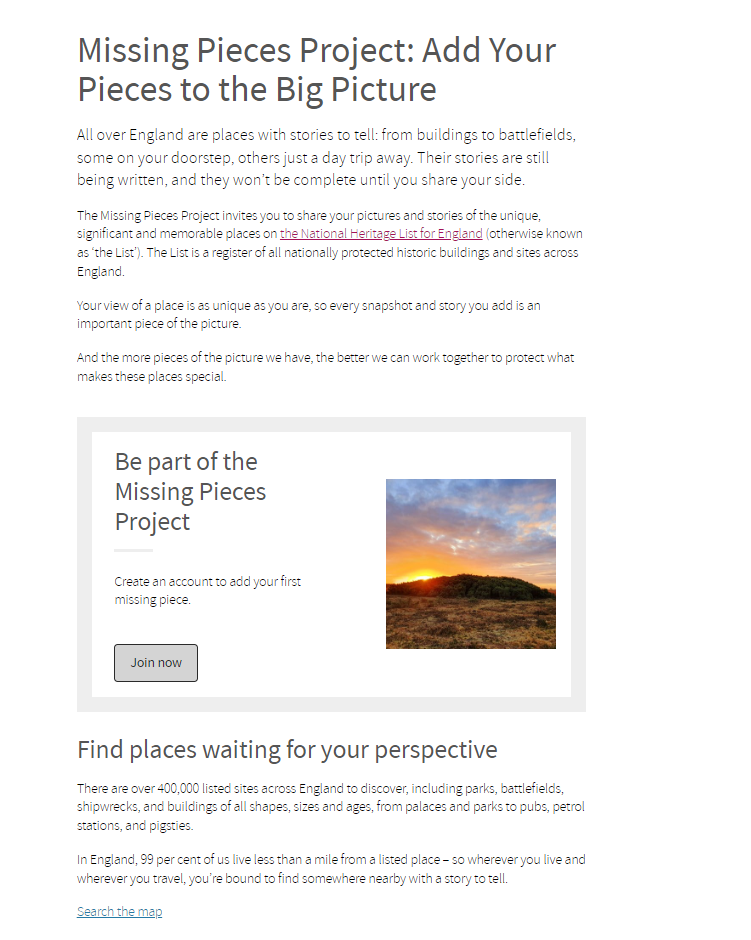 Missing Pieces Project: Add Your
Pieces to the Big Picture
All over England are places with stories to tell: from buildings to battlefields,
some on your doorstep, others just a day trip away. Their stories are still
being written, and they won't be complete until you share your side.
The Missing Pieces Project invites you to share your pictures and stories of the unique,
significant and memorable places on the National Heritage List for England (otherwise known
as ‘the List’). The List is a register of all nationally protected historic buildings and sites across
England.
Your view of a place is as unique as you are, so every snapshot and story you add is an
important piece of the picture.
And the more pieces of the picture we have, the better we can work together to protect what
makes these places special.
Be part of the
Missing Pieces
Project
Create an account to add your first
missing piece.
Join now
Find places waiting for your perspective
There are over 400,000 listed sites across England to discover, including parks, battlefields,
shipwrecks, and buildings of all shapes, sizes and ages, from palaces and parks to pubs, petrol
stations, and pigsties.
In England, 99 per cent of us live less than a mile from a listed place – so wherever you live and
wherever you travel, you're bound to find somewhere nearby with a story to tell.
Search the map